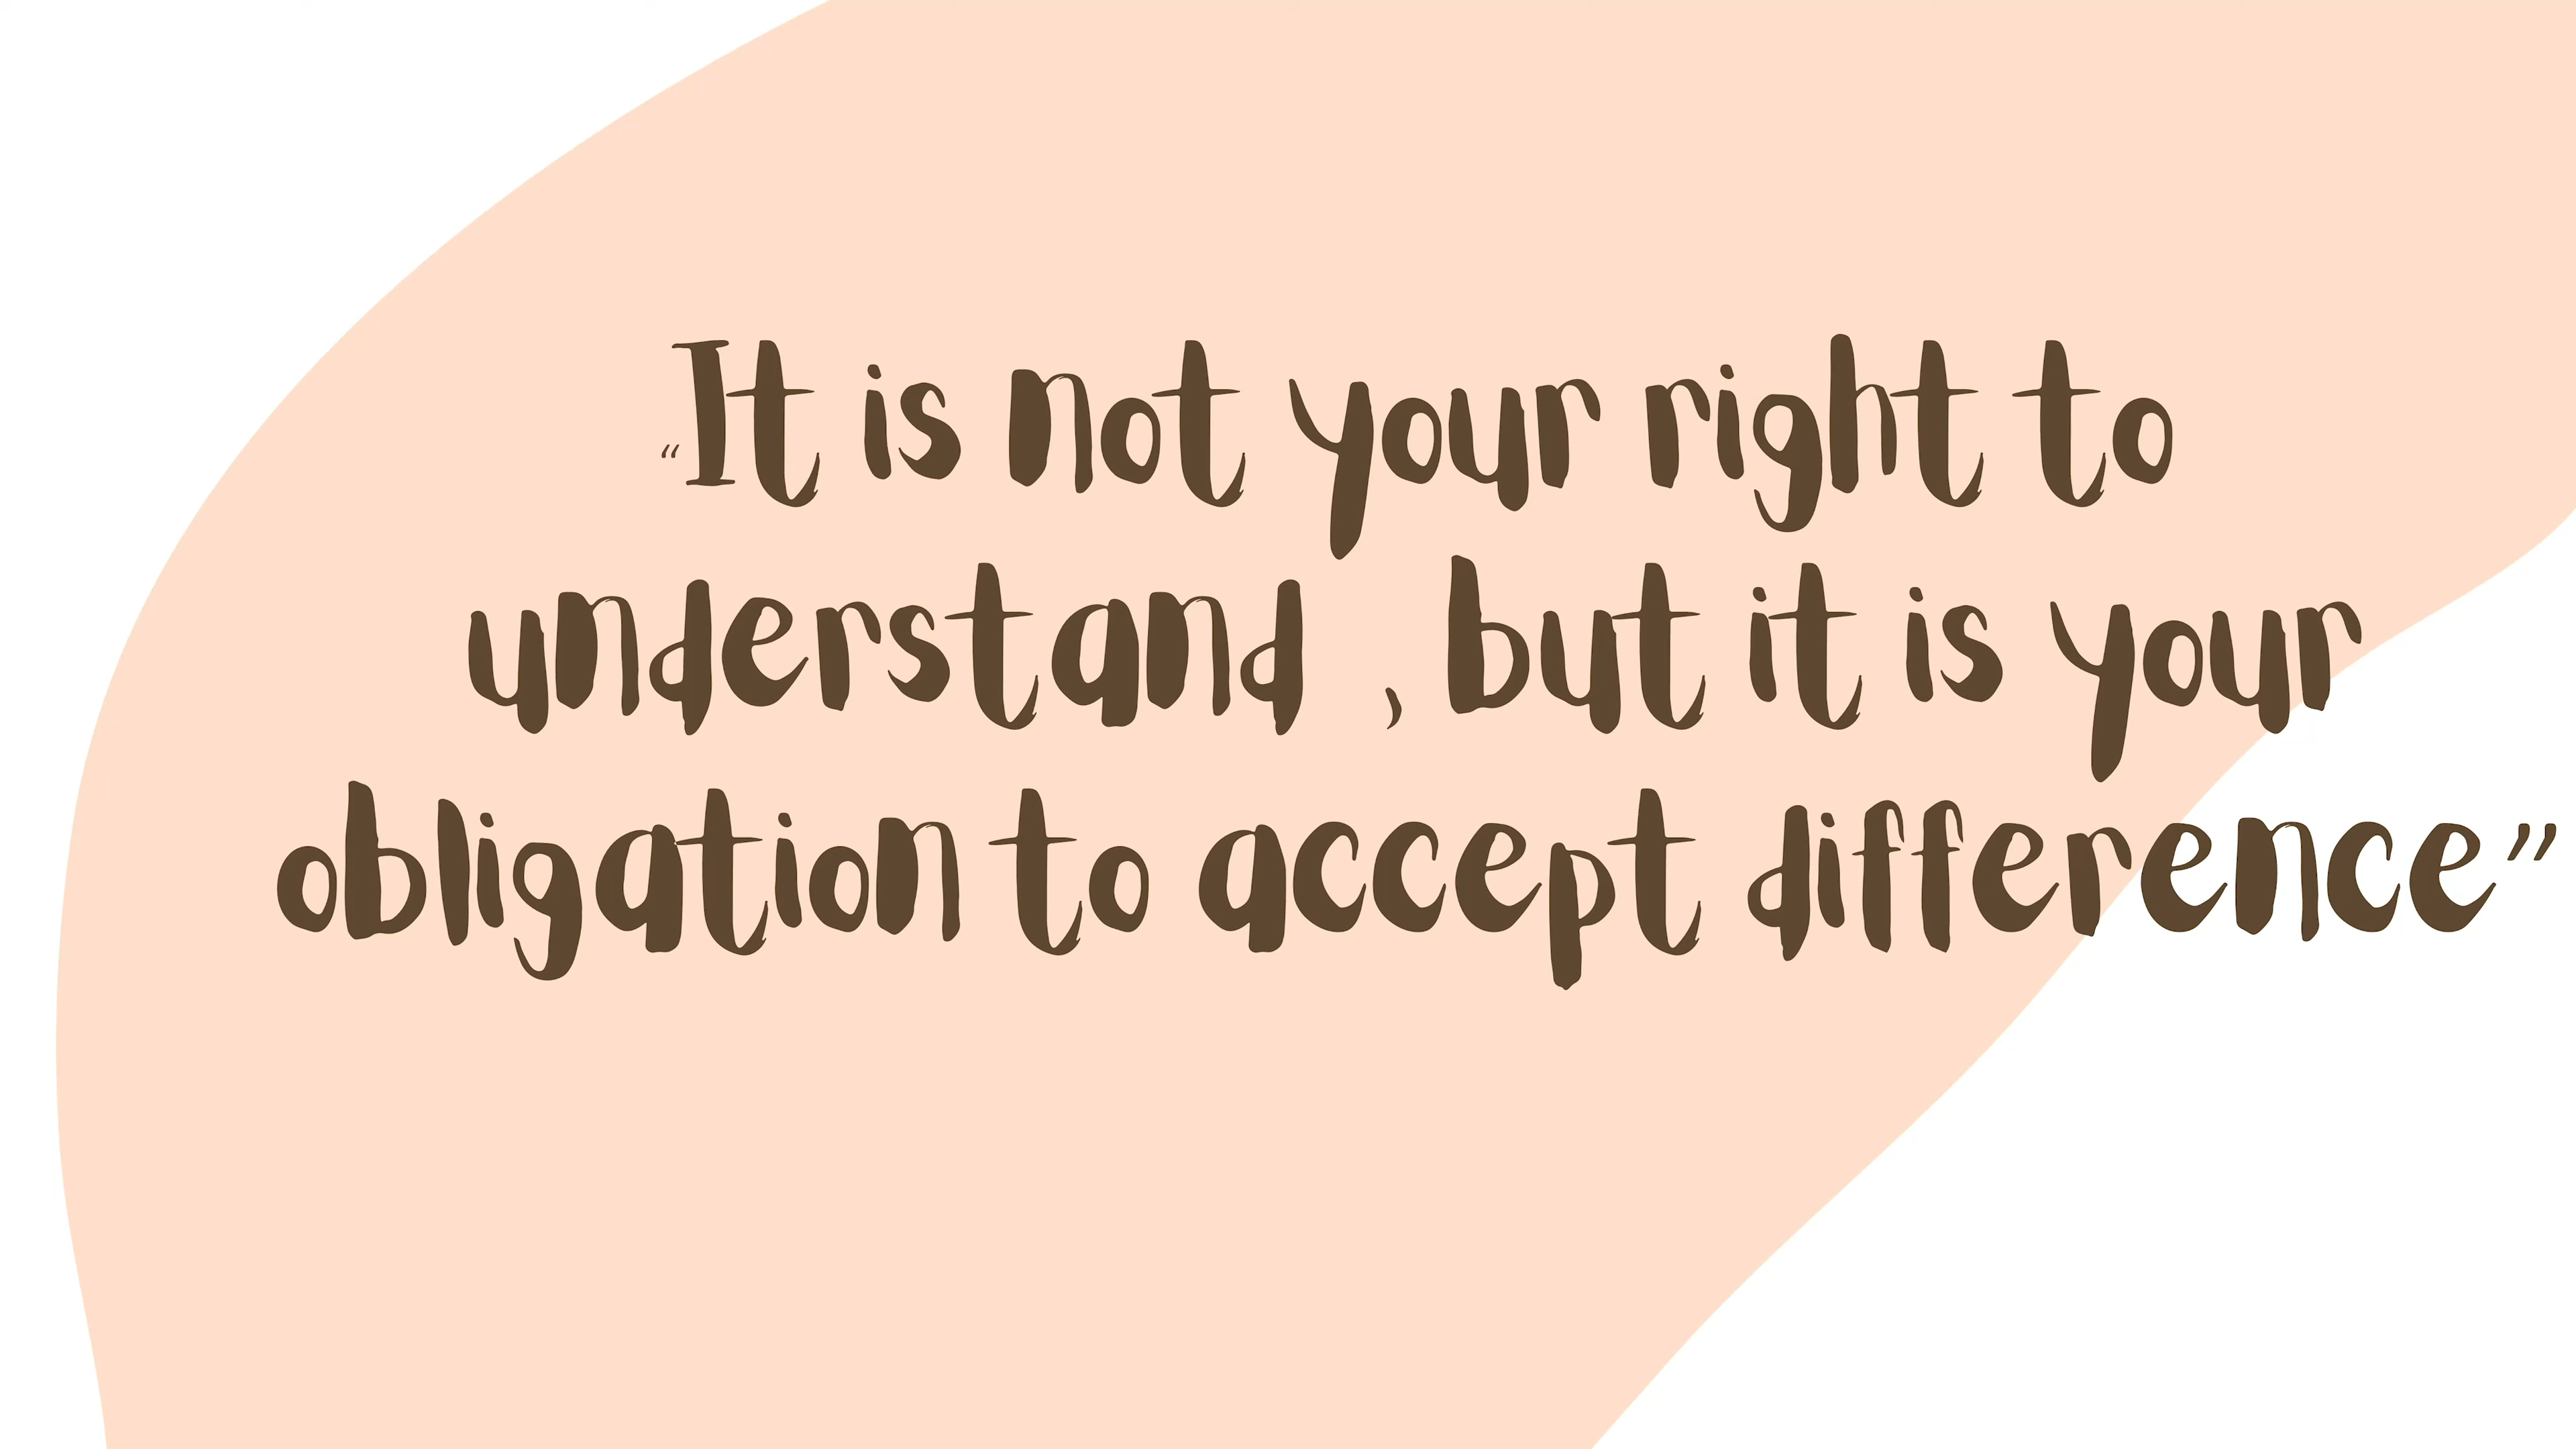 “It is not your right to
understand , but it is your
obligation to accept difference”